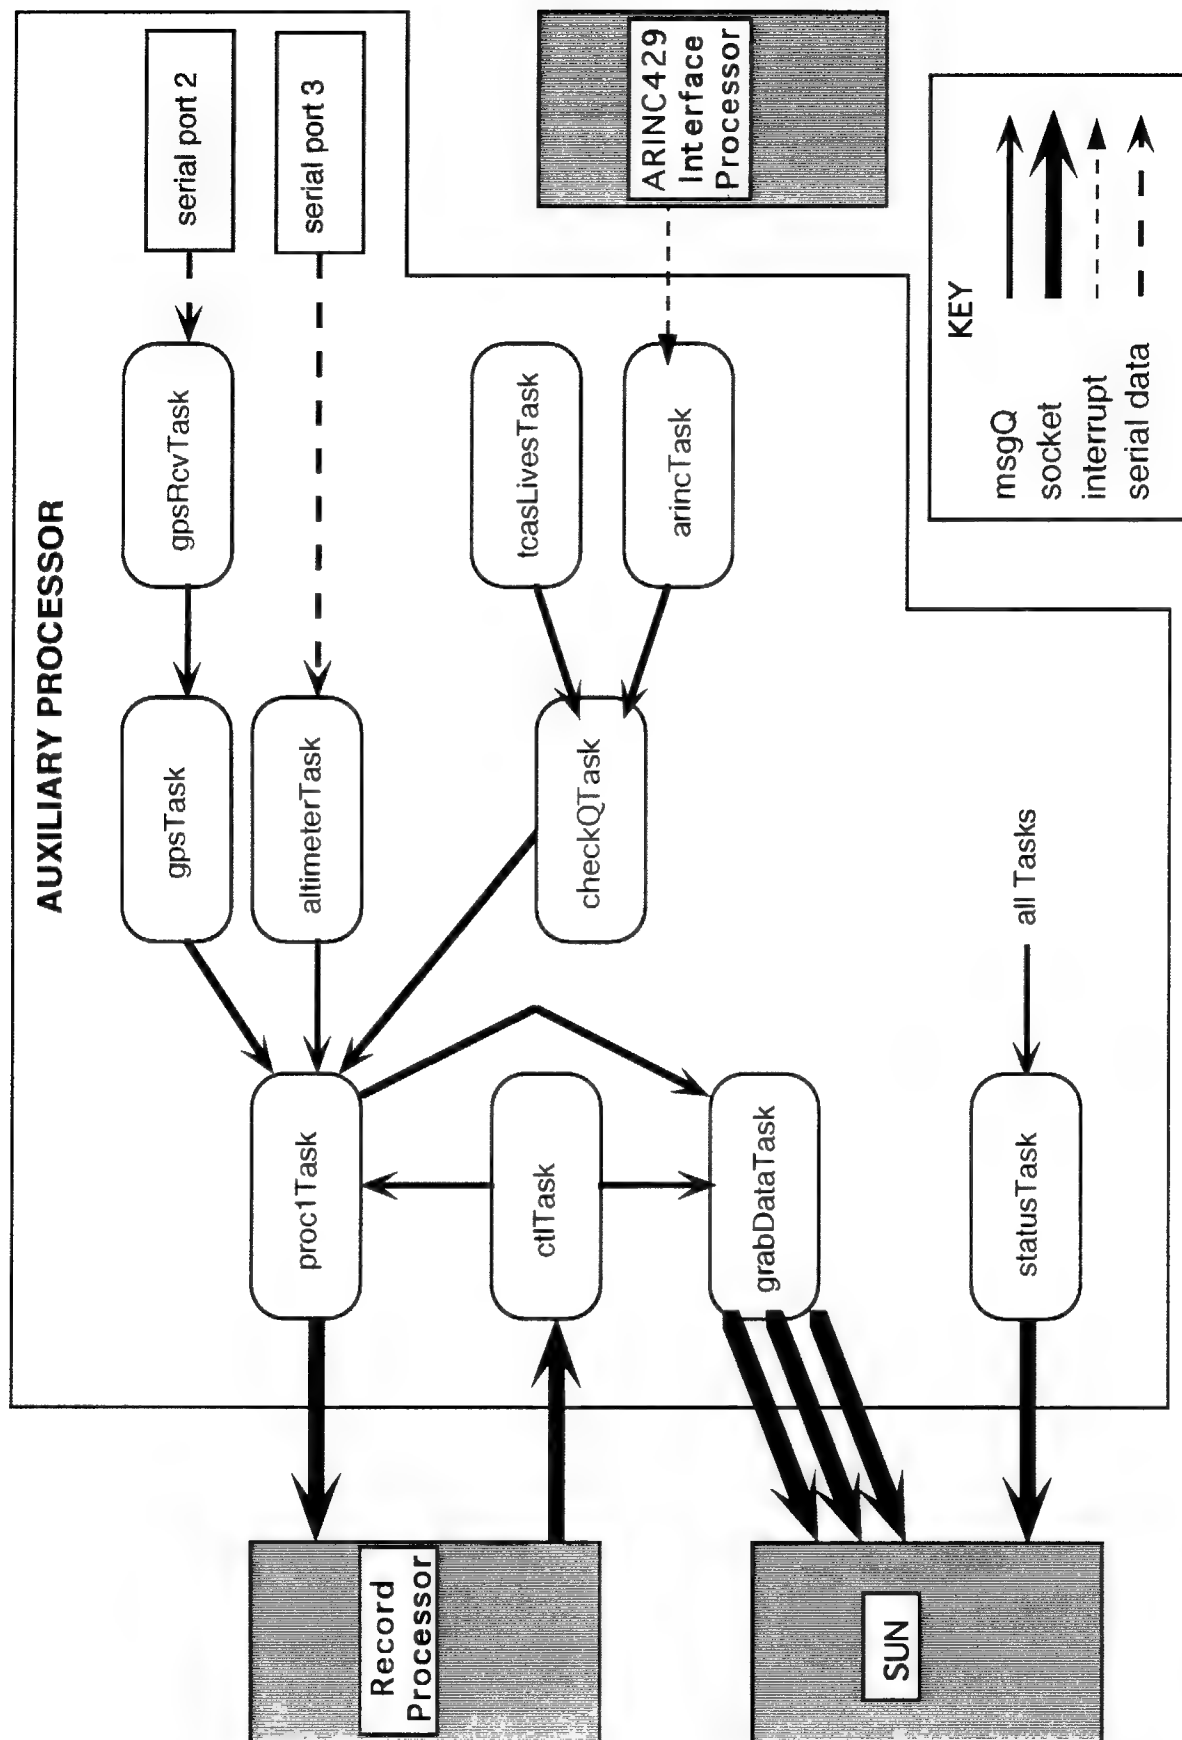 AUXILIARY PROCESSOR
serial port 2
serial port 3
gpsRcvTask
gpsTask
altimeterTask
tcasLivesTask
arincTask
checkQTask
proc1Task
ctlTask
grabDataTask
statusTask
all Tasks
Record
Processor
SUN
ARINC429
Interface
Processor
KEY
msgQ
socket
interrupt
serial data